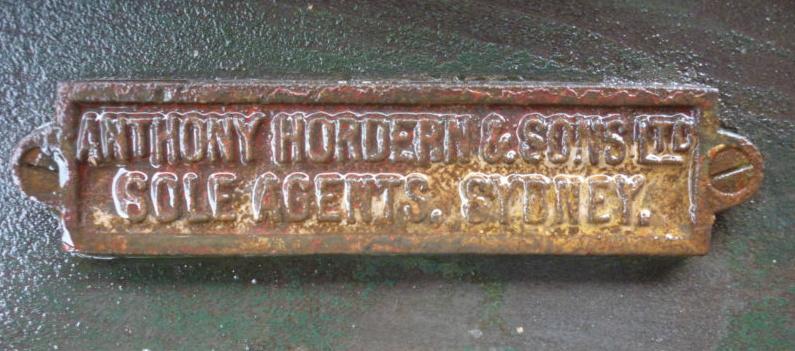 ANTHONY HORDERN & SONS LTD
SOLE AGENTS. SYDNEY.